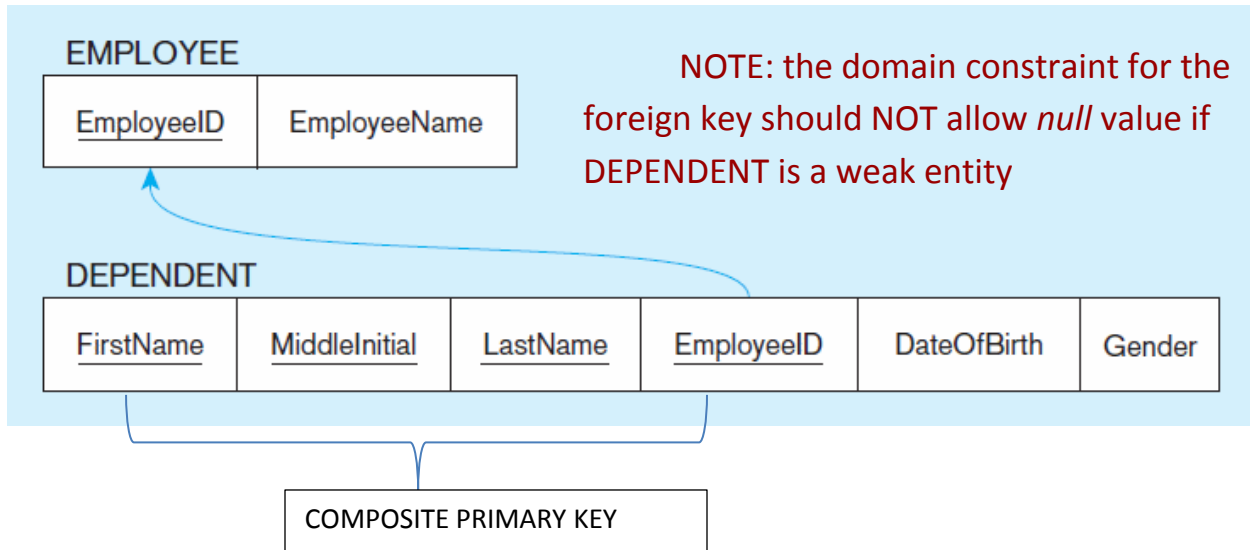 EMPLOYEE
EmployeeID EmployeeName
NOTE: the domain constraint for the
foreign key should NOT allow null value if
DEPENDENT is a weak entity
DEPENDENT
FirstName MiddleInitial LastName EmployeeID DateOfBirth Gender
COMPOSITE PRIMARY KEY